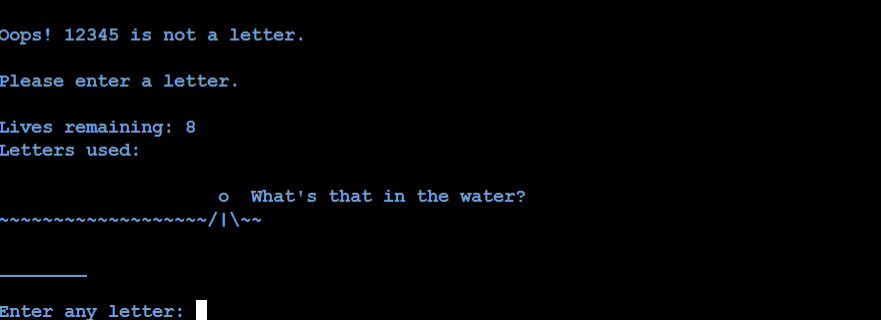 Oops! 12345 is not a letter.
Please enter a letter.
Lives remaining: 8
Letters used:
o  What's that in the water?
~~~~~~~~~~~~~~~~~~~/|\~~
________
Enter any letter: